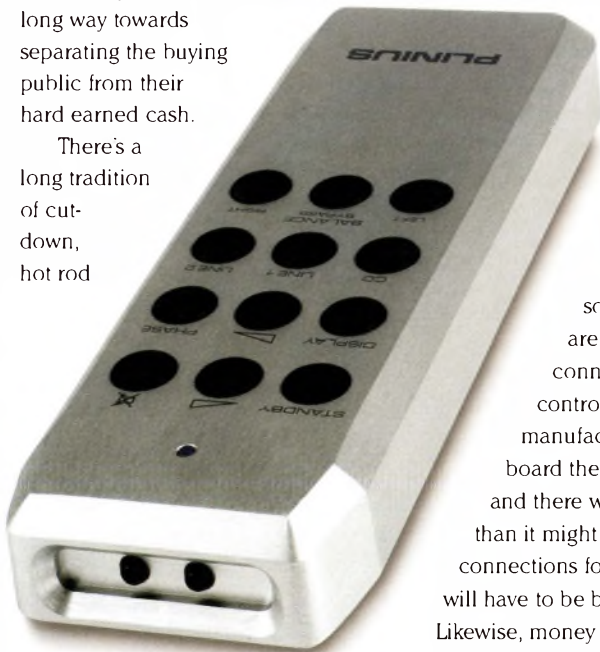 long way towards
separating the buying
public from their
hard earned cash.
There's a
long tradition
of cut-
down,
hot rod
STANDBY
DISPLAY PHASE
CD LINE 1 LINE 2
BALANCE
LEFT BYPASS RIGHT
PLINIUS
so
are
conn
contro
manufac
board the
and there w
than it might
connections fo
will have to be b
Likewise, money